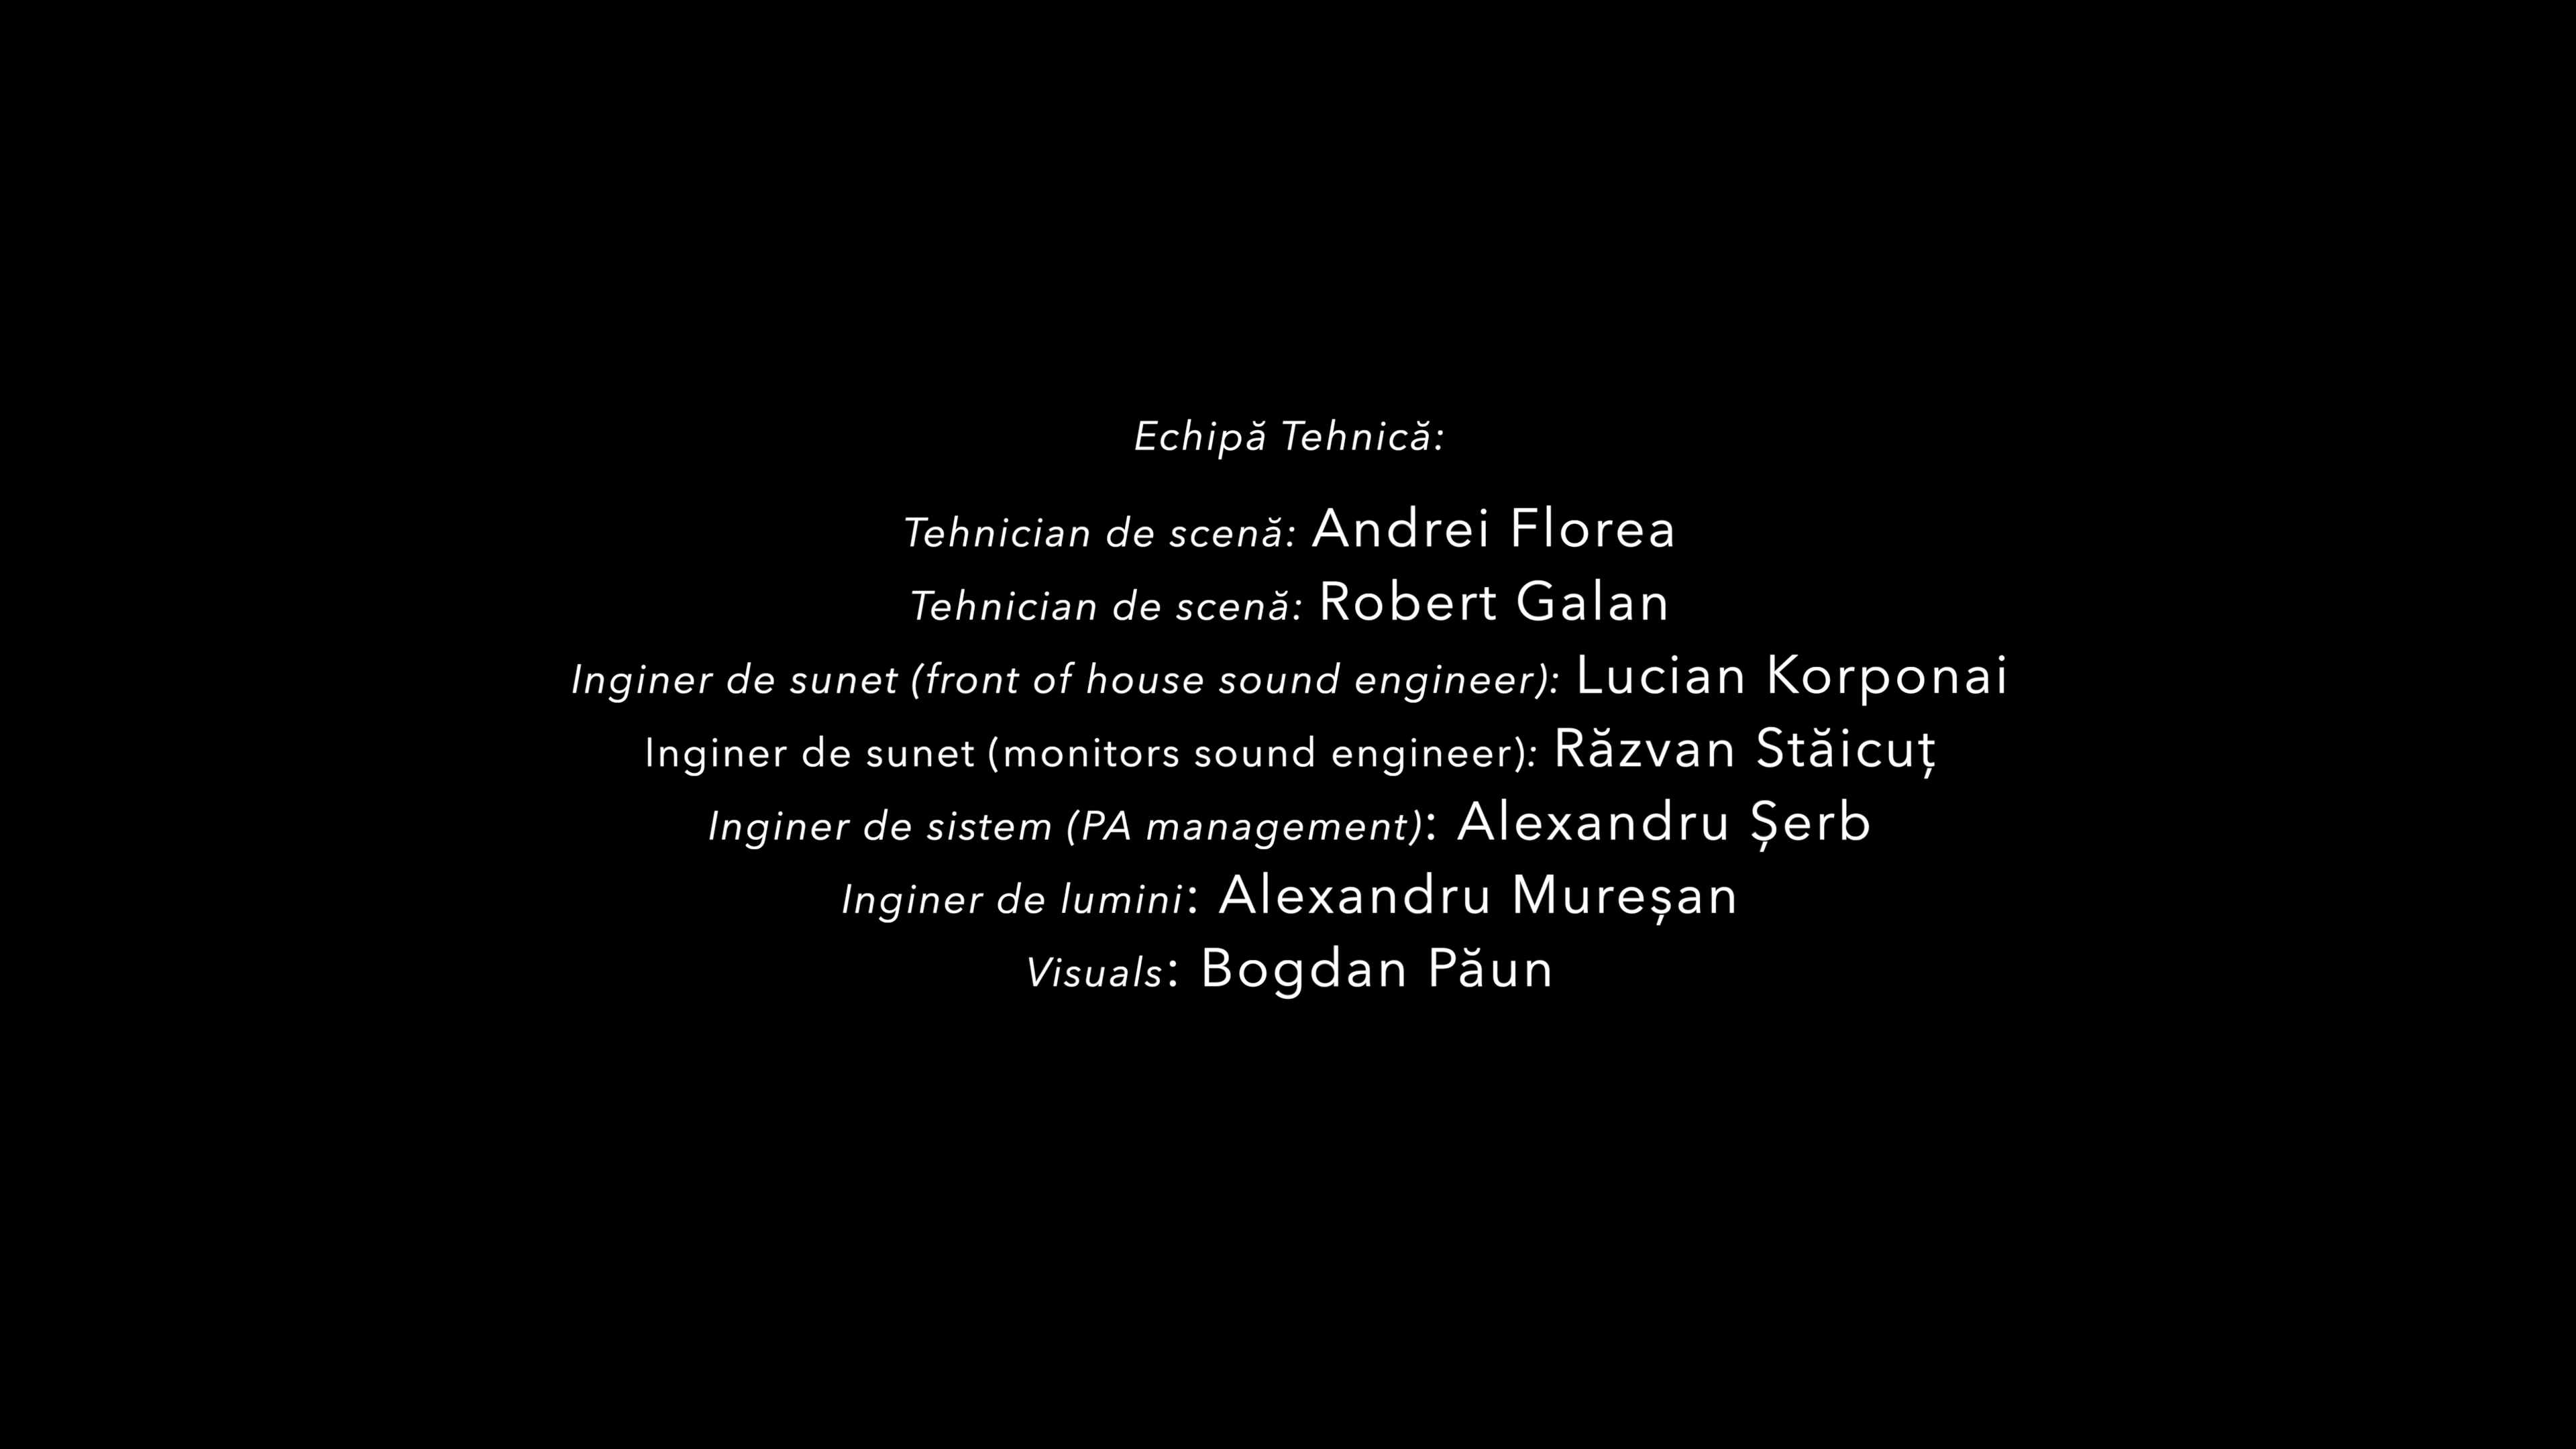 Echipă Tehnică:
Tehnician de scenă: Andrei Florea
Tehnician de scenă: Robert Galan
Inginer de sunet (front of house sound engineer): Lucian Korponai
Inginer de sunet (monitors sound engineer): Răzvan Stăicuț
Inginer de sistem (PA management): Alexandru Șerb
Inginer de lumini: Alexandru Mureșan
Visuals: Bogdan Păun